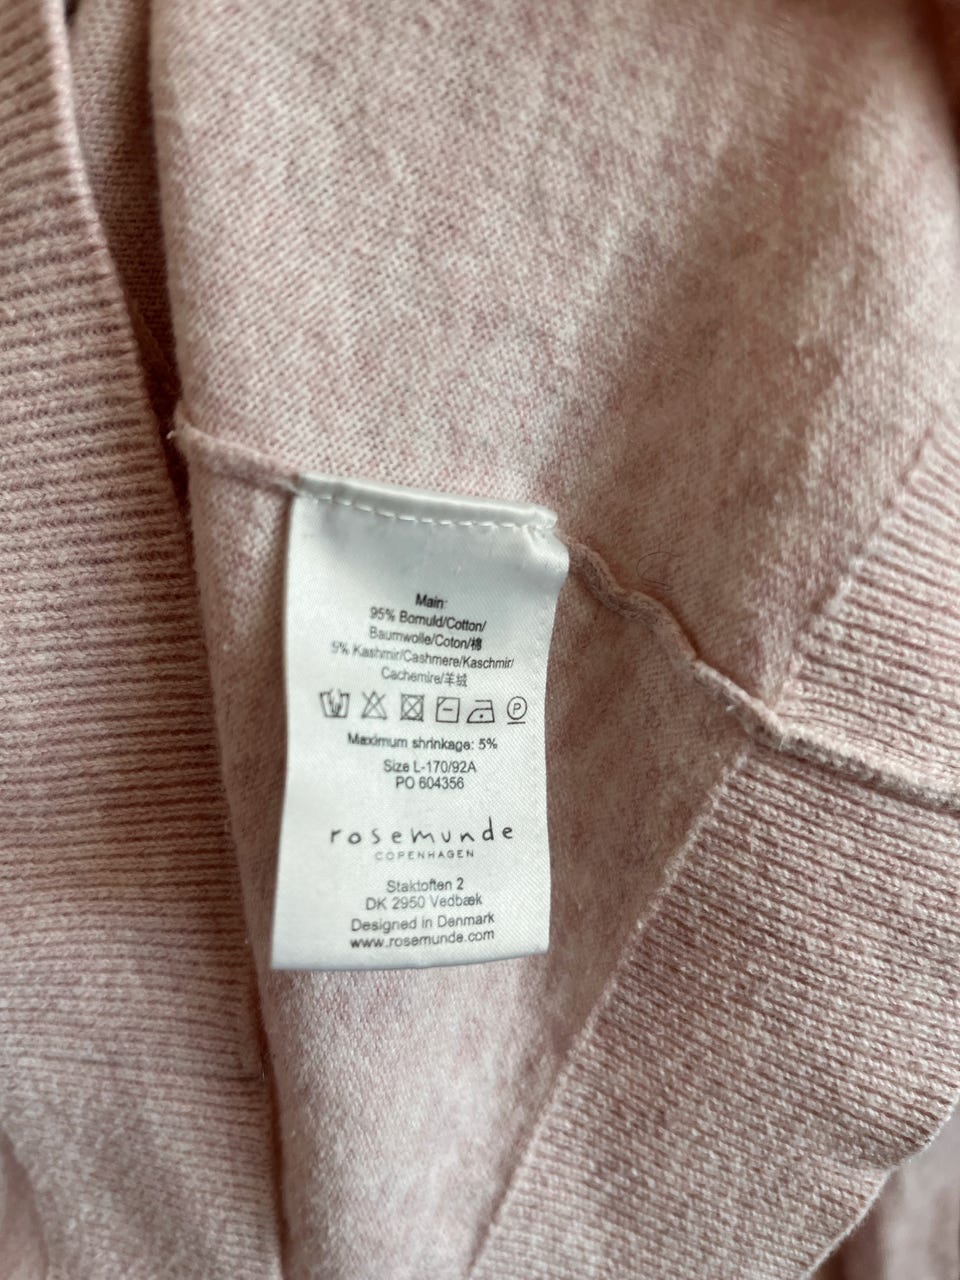 Main:
95% Bomuld/Cotton/
Baumwolle/Coton/棉
5% Kashmir/Cashmere/Kaschmir/
Cachemire/羊绒
P
Maximum shrinkage: 5%
Size L-170/92A
PO 604356
rosemunde
COPENHAGEN
Staktoften 2
DK 2950 Vedbæk
Designed in Denmark
www.rosemunde.com